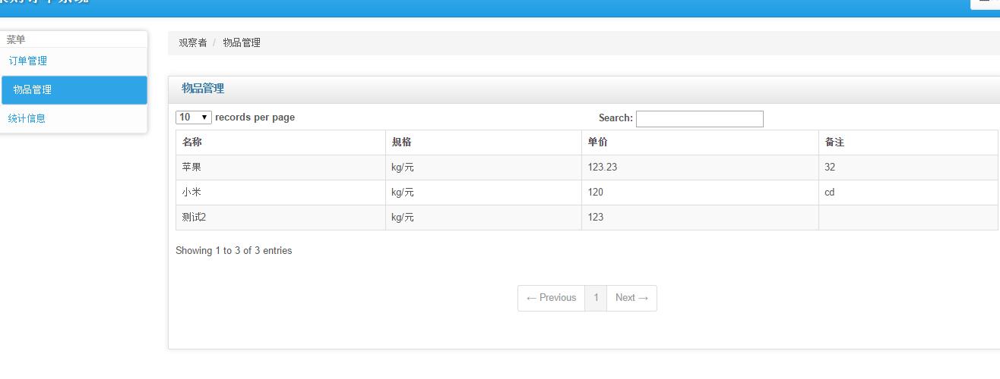 菜单
订单管理
物品管理
统计信息
观察者 / 物品管理
物品管理
10 records per page Search:
名称 规格 单价 备注
苹果 kg/元 123.23 32
小米 kg/元 120 cd
测试2 kg/元 123
Showing 1 to 3 of 3 entries
← Previous 1 Next →